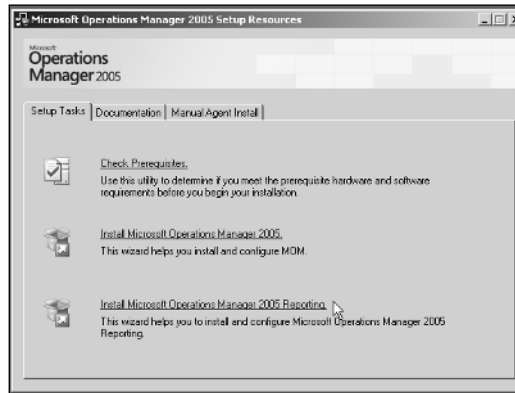 Microsoft Operations Manager 2005 Setup Resources
Microsoft
Operations
Manager 2005
Setup Tasks
Documentation
Manual Agent Install
Check Prerequisites.
Use this utility to determine if you meet the prerequisite hardware and software
requirements before you begin your installation.
Install Microsoft Operations Manager 2005.
This wizard helps you install and configure MOM.
Install Microsoft Operations Manager 2005 Reporting.
This wizard helps you to install and configure Microsoft Operations Manager 2005
Reporting.